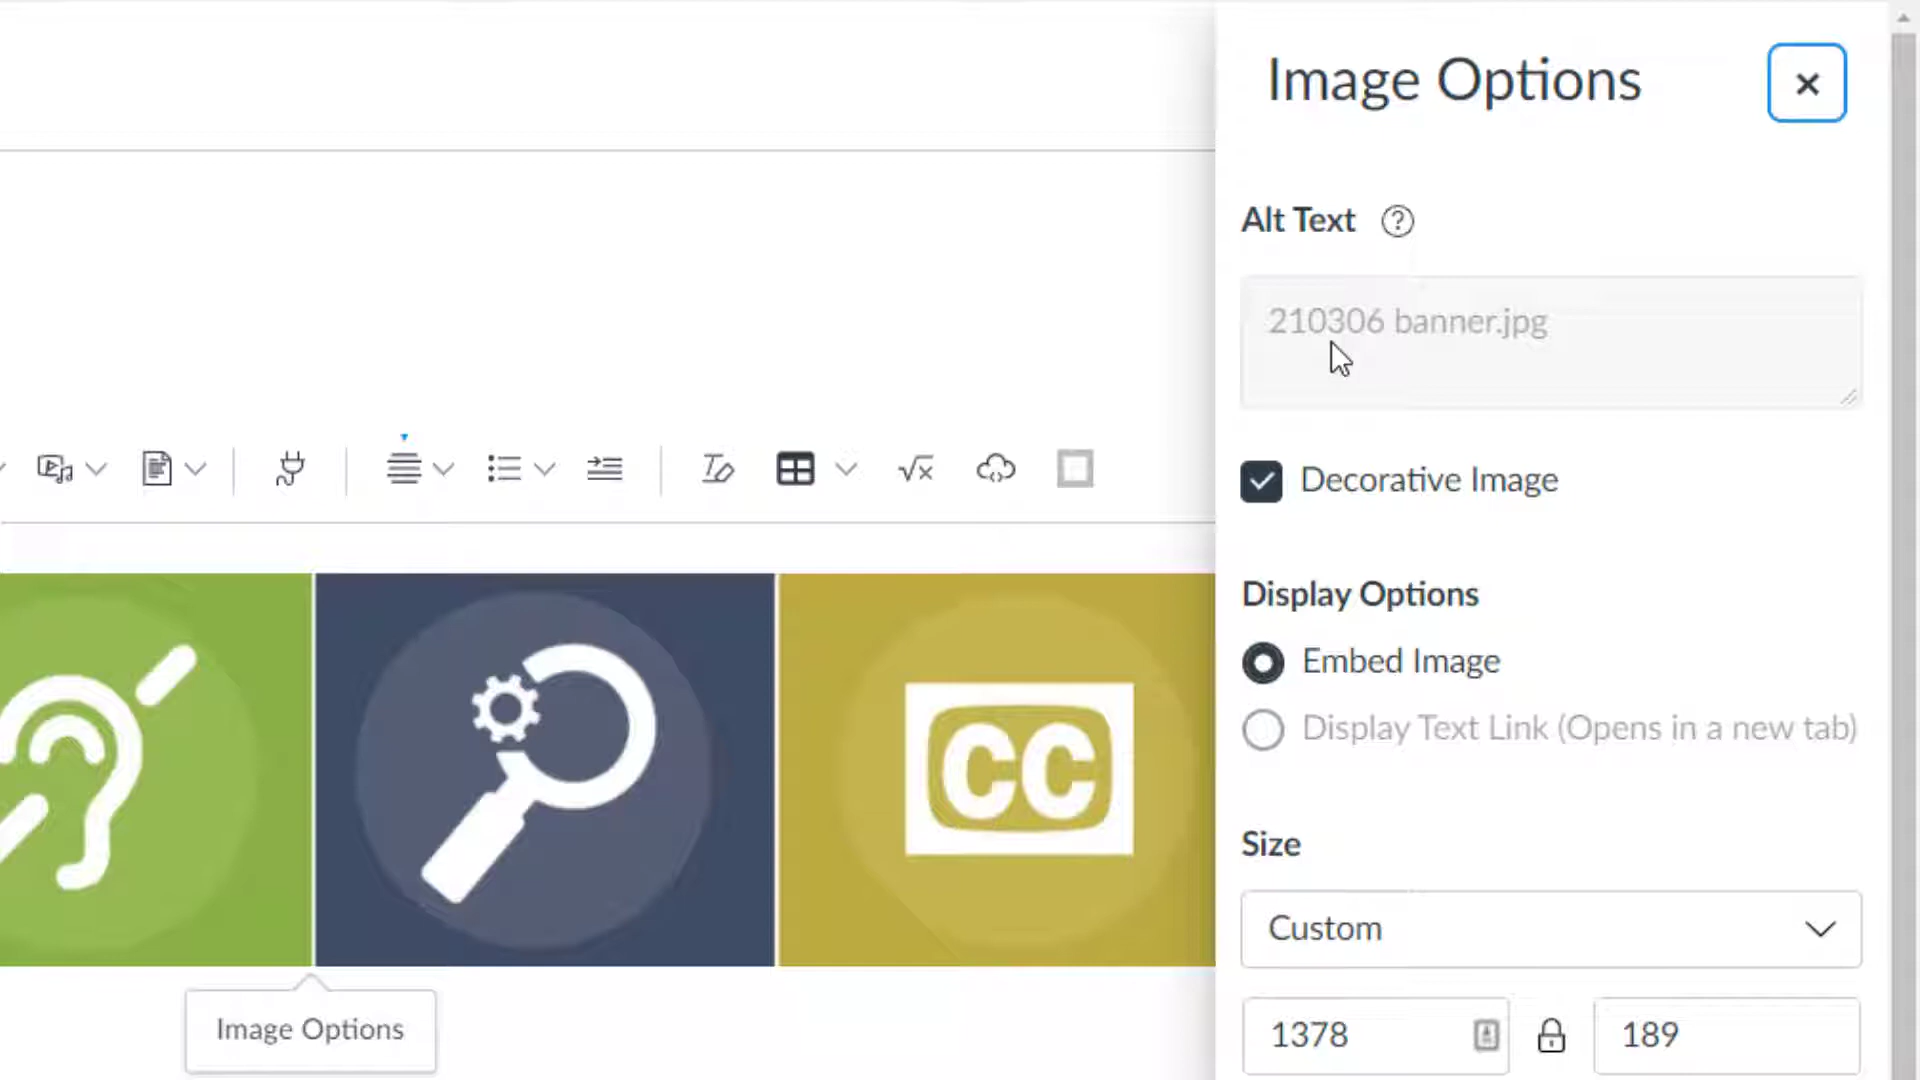 Image Options
Alt Text
210306 banner.jpg
Decorative Image
Display Options
Embed Image
Display Text Link (Opens in a new tab)
CC
Size
Custom
Image Options
1378
189